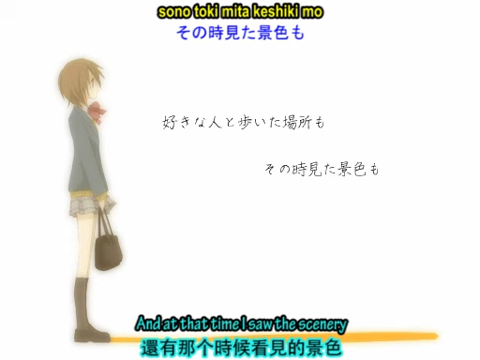 sono toki mita keshiki mo
その時見た景色も
好きな人と歩いた場所も
その時見た景色も
And at that time I saw the scenery
還有那个時候看見的景色